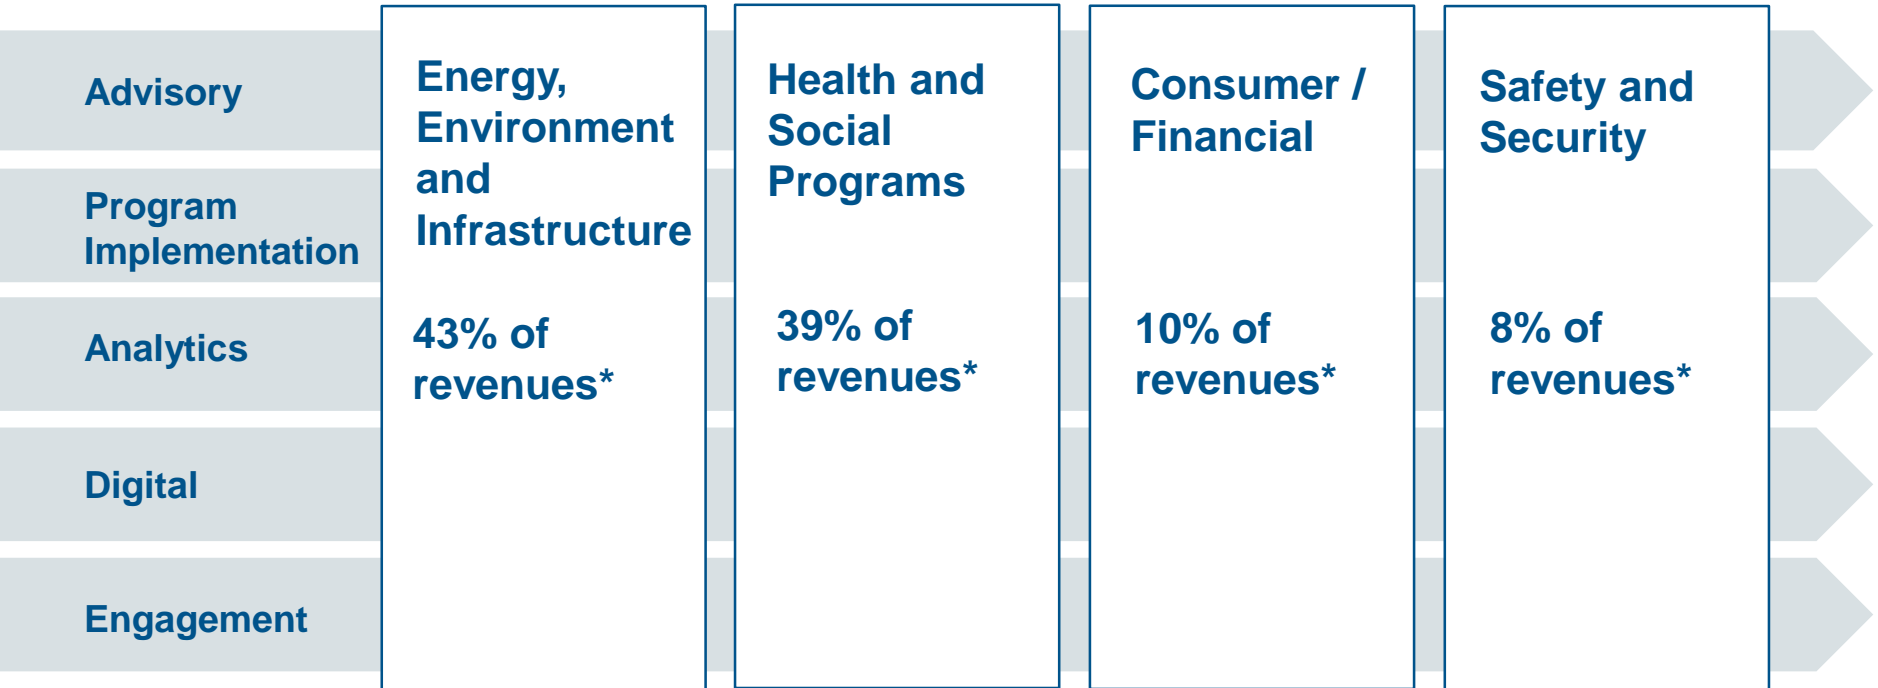 Advisory
Program
Implementation
Analytics
Digital
Engagement
Energy,
Environment
and
Infrastructure
43% of
revenues*
Health and
Social
Programs
39% of
revenues*
Consumer /
Financial
10% of
revenues*
Safety and
Security
8% of
revenues*